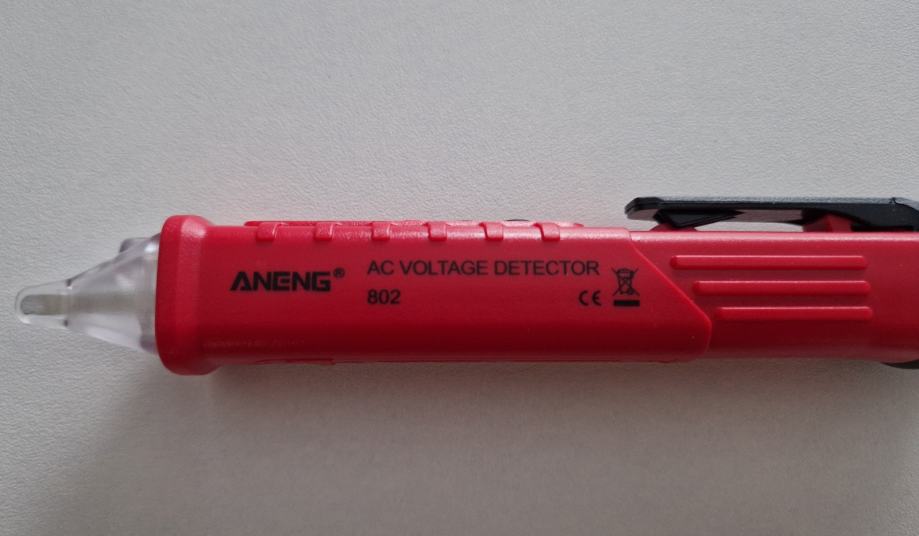 ANENG® AC VOLTAGE DETECTOR
802 CE